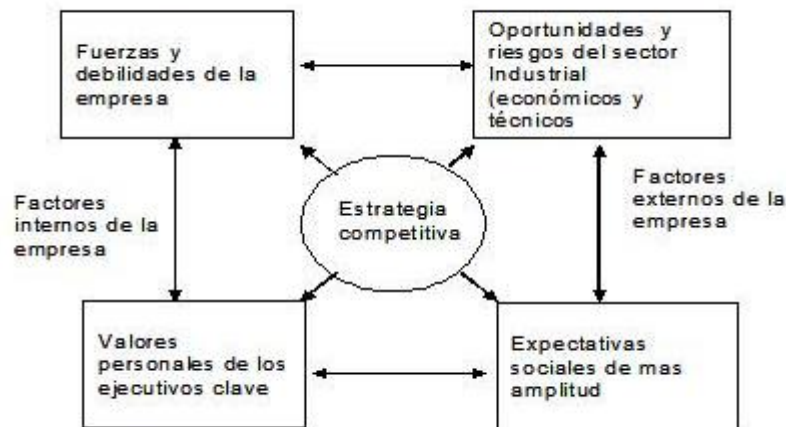 Fuerzas y
debilidades de la
empresa
Oportunidades y
riesgos del sector
Industrial
(económicos y
técnicos
Factores
internos de la
empresa
Estrategia
competitiva
Factores
externos de la
empresa
Valores
personales de los
ejecutivos clave
Expectativas
sociales de mas
amplitud